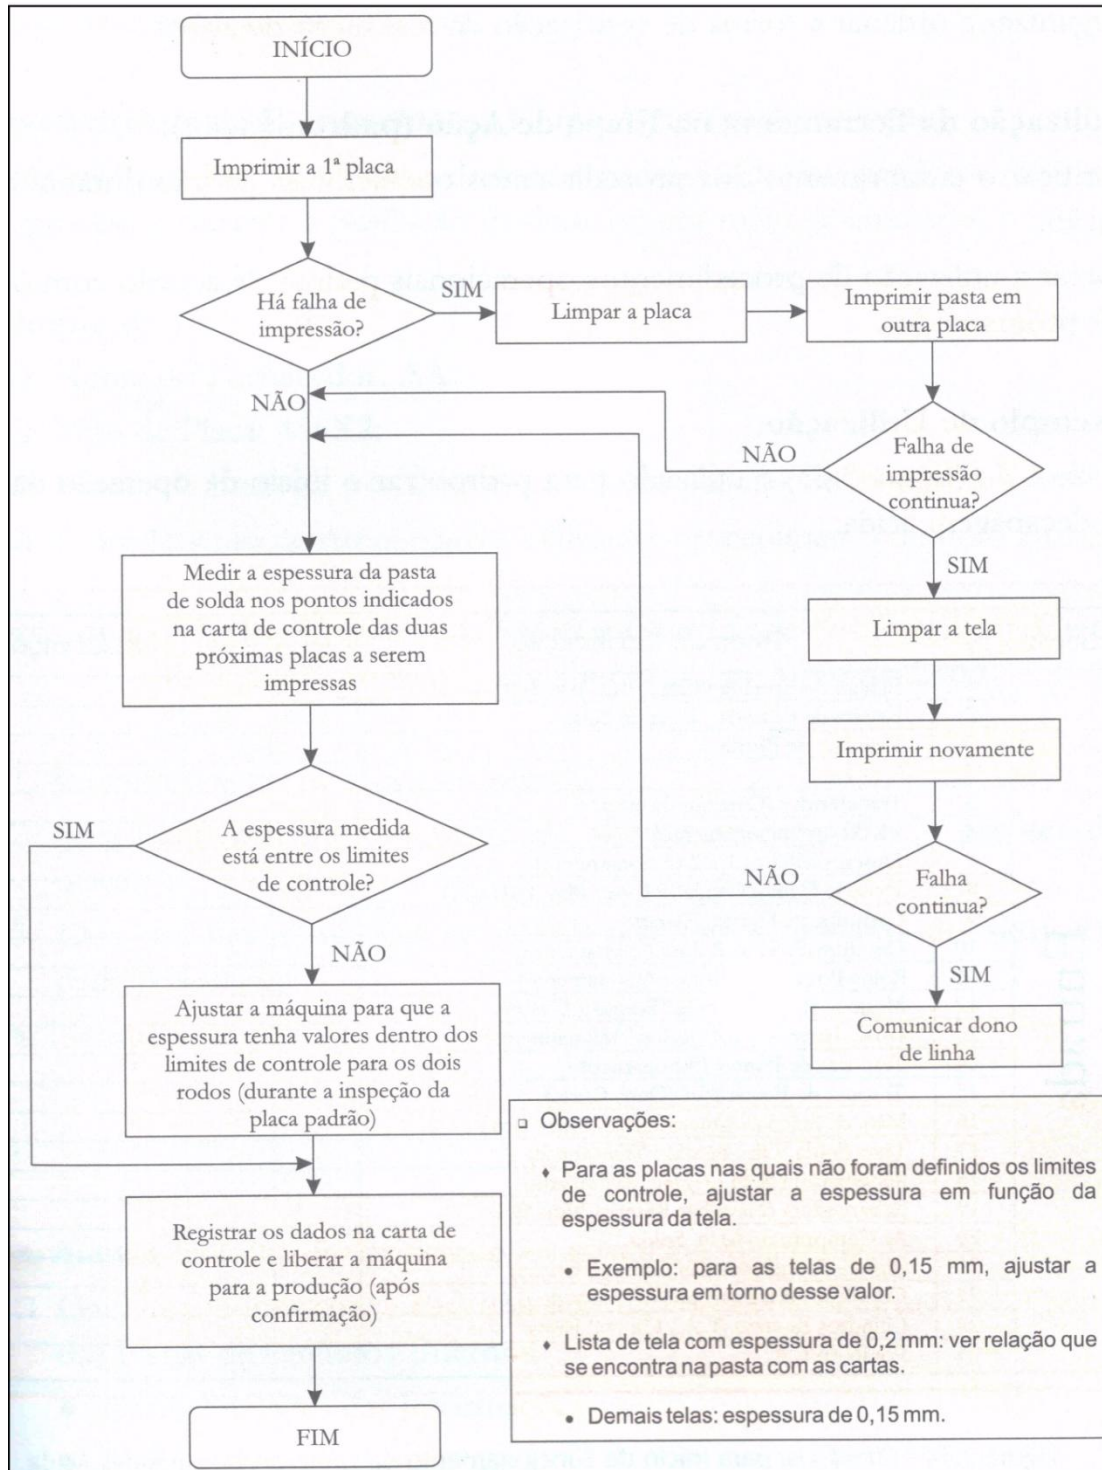 INÍCIO
Imprimir a 1ª placa
Há falha de
impressão?
SIM
Limpar a placa
Imprimir pasta em
outra placa
NÃO
NÃO
Falha de
impressão
continua?
SIM
Limpar a tela
Imprimir novamente
NÃO
Falha
continua?
SIM
Comunicar dono
de linha
Medir a espessura da pasta
de solda nos pontos indicados
na carta de controle das duas
próximas placas a serem
impressas
SIM
A espessura medida
está entre os limites
de controle?
NÃO
Ajustar a máquina para que a
espessura tenha valores dentro dos
limites de controle para os dois
rodos (durante a inspeção da
placa padrão)
Registrar os dados na carta de
controle e liberar a máquina
para a produção (após
confirmação)
FIM
Observações:
Para as placas nas quais não foram definidos os limites
de controle, ajustar a espessura em função da
espessura da tela.
Exemplo: para as telas de 0,15 mm, ajustar a
espessura em torno desse valor.
Lista de tela com espessura de 0,2 mm: ver relação que
se encontra na pasta com as cartas.
Demais telas: espessura de 0,15 mm.